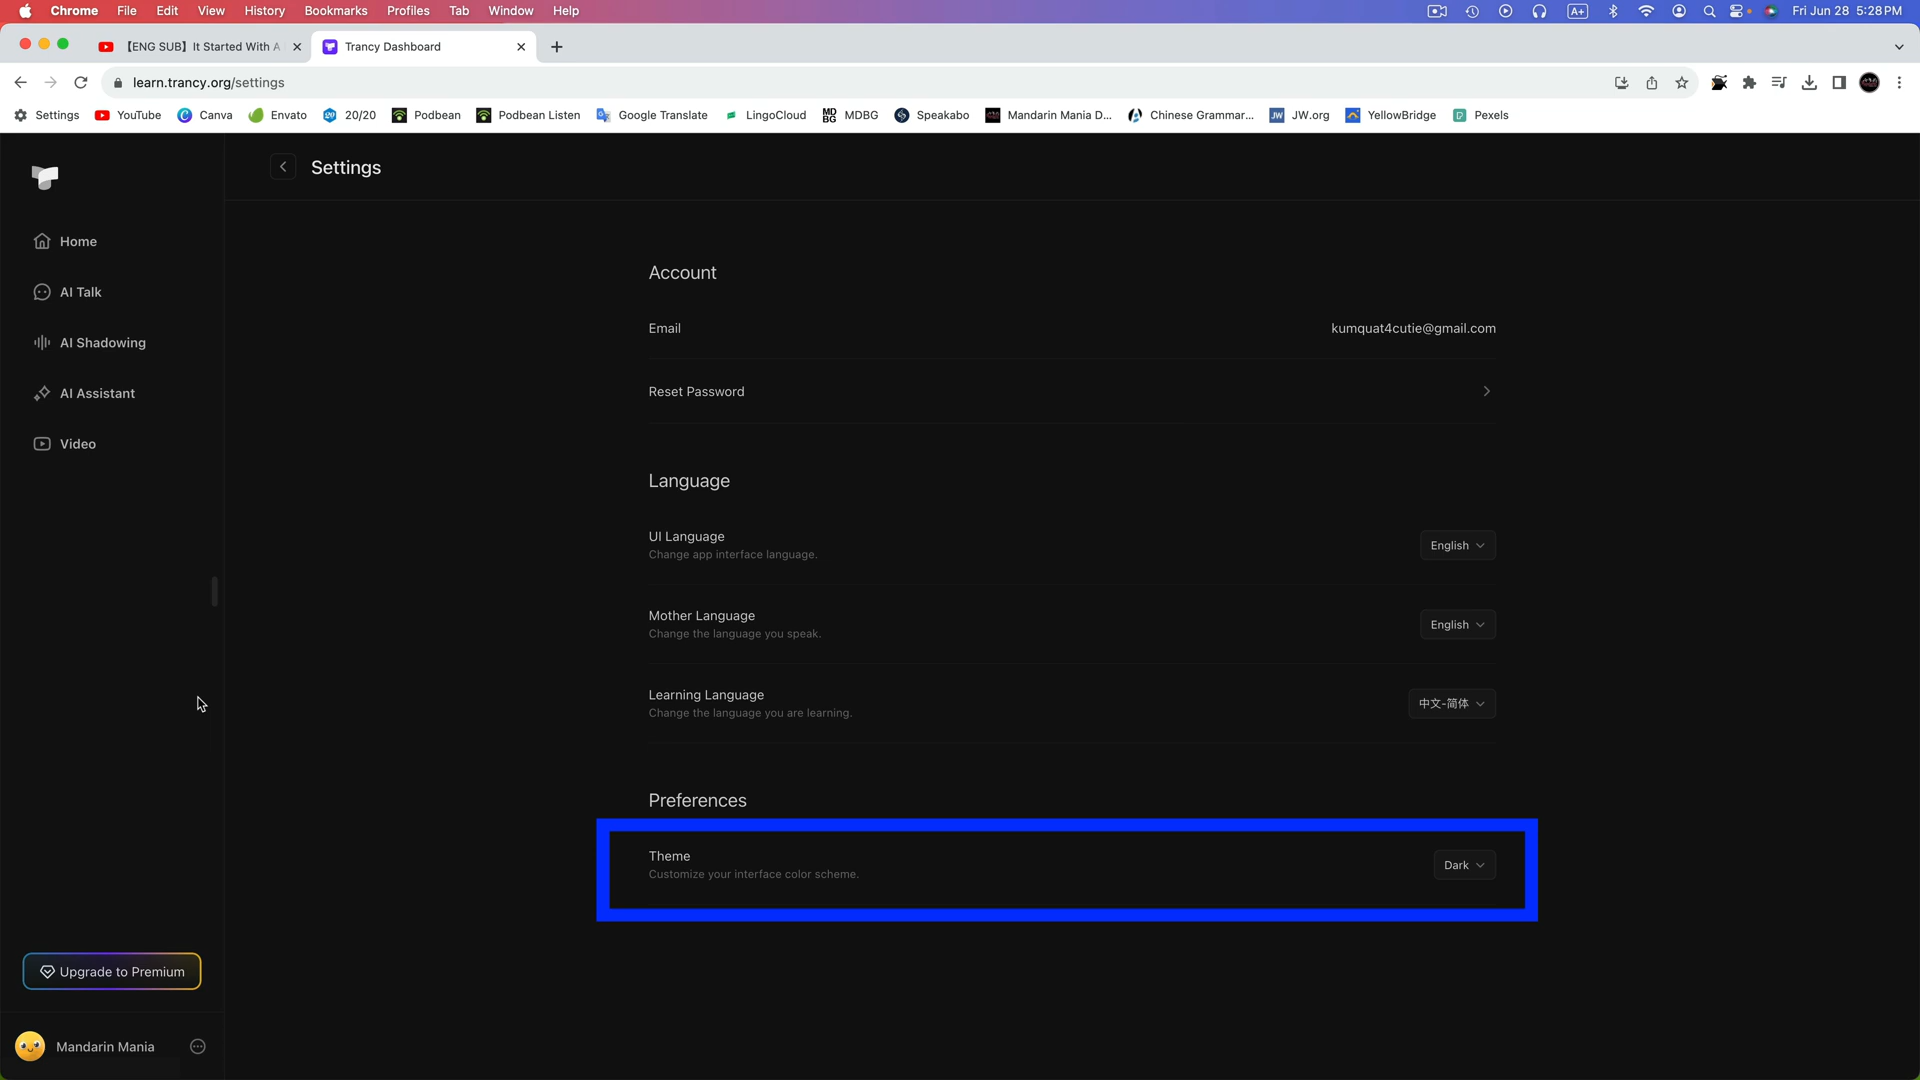 Chrome File Edit View History Bookmarks Profiles Tab Window Help A+ Fri Jun 28 5:28 PM
【ENG SUB】It Started With A Trancy Dashboard
learn.trancy.org/settings
Settings YouTube Canva Envato 20/20 Podbean Podbean Listen Google Translate LingoCloud MDBG MDBG Speakabo Mandarin Mania D... Chinese Grammar... JW JW.org YellowBridge Pexels
Settings
Home
AI Talk
AI Shadowing
AI Assistant
Video
Account
Email kumquat4cutie@gmail.com
Reset Password
Language
UI Language
Change app interface language.
English
Mother Language
Change the language you speak.
English
Learning Language
Change the language you are learning.
中文-简体
Preferences
Theme
Customize your interface color scheme.
Dark
Upgrade to Premium
Mandarin Mania